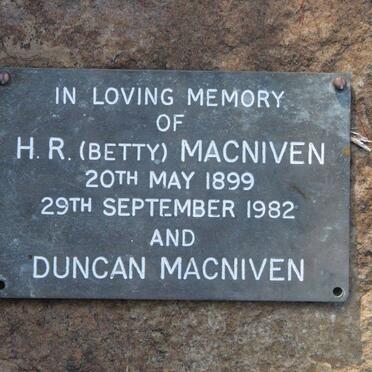 IN LOVING MEMORY
OF
H. R. (BETTY) MACNIVEN
20TH MAY 1899
29TH SEPTEMBER 1982
AND
DUNCAN MACNIVEN